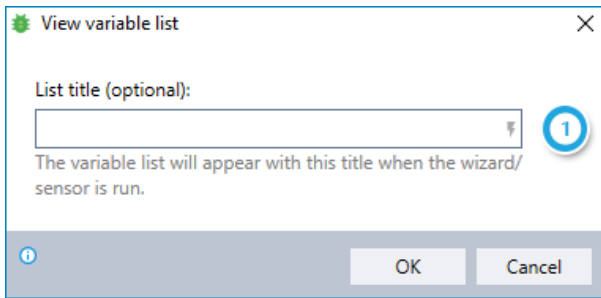 View variable list
List title (optional):
1
The variable list will appear with this title when the wizard/
sensor is run.
OK
Cancel